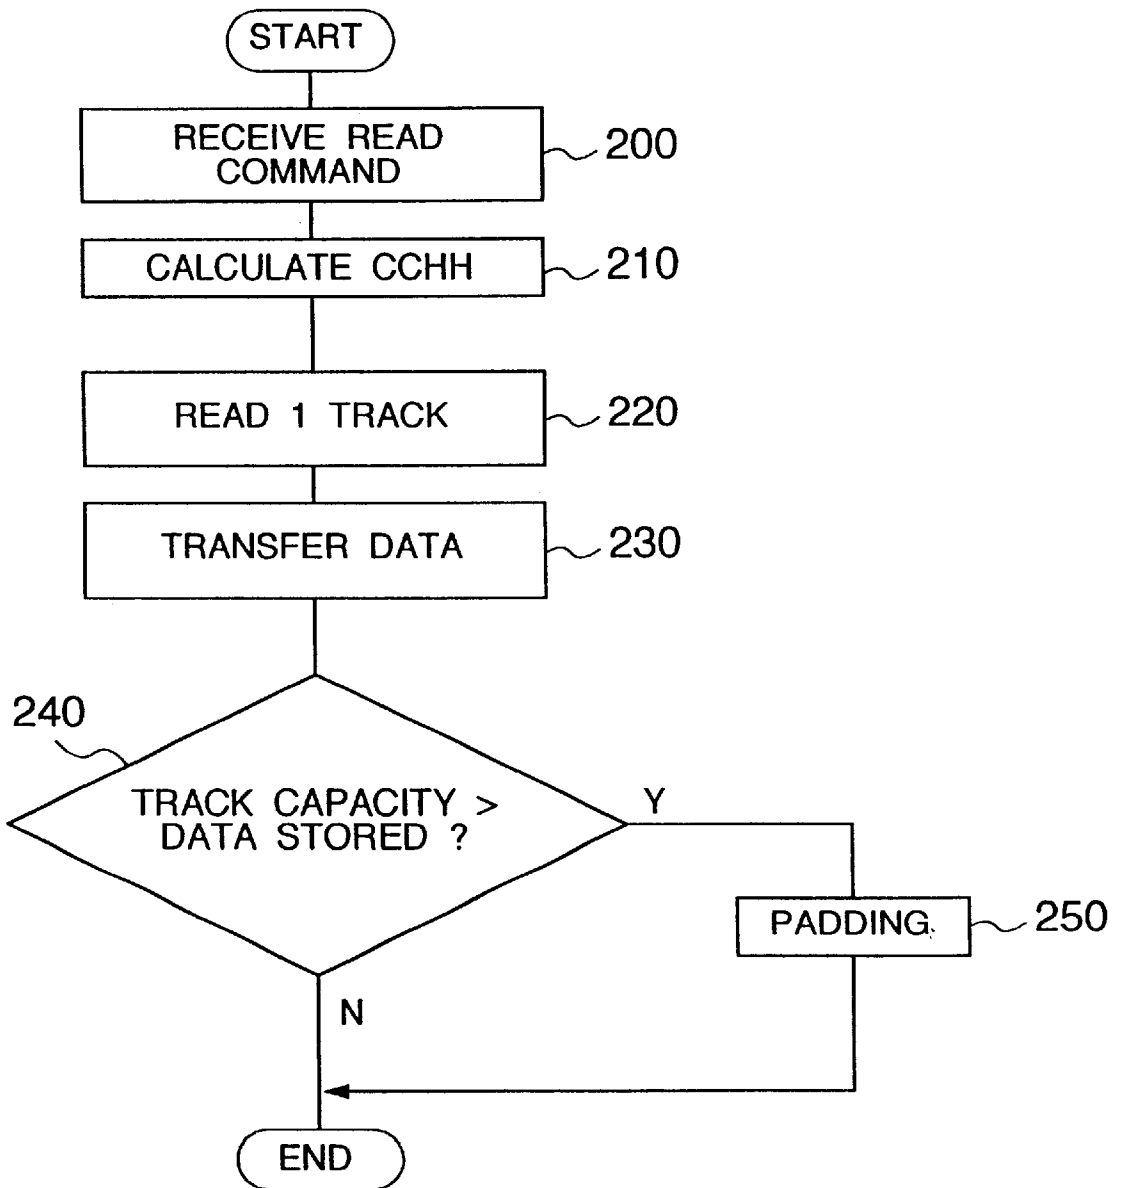 START
RECEIVE READ
COMMAND
200
CALCULATE CCHH
210
READ 1 TRACK
220
TRANSFER DATA
230
240
TRACK CAPACITY >
DATA STORED ?
Y
PADDING
250
N
END